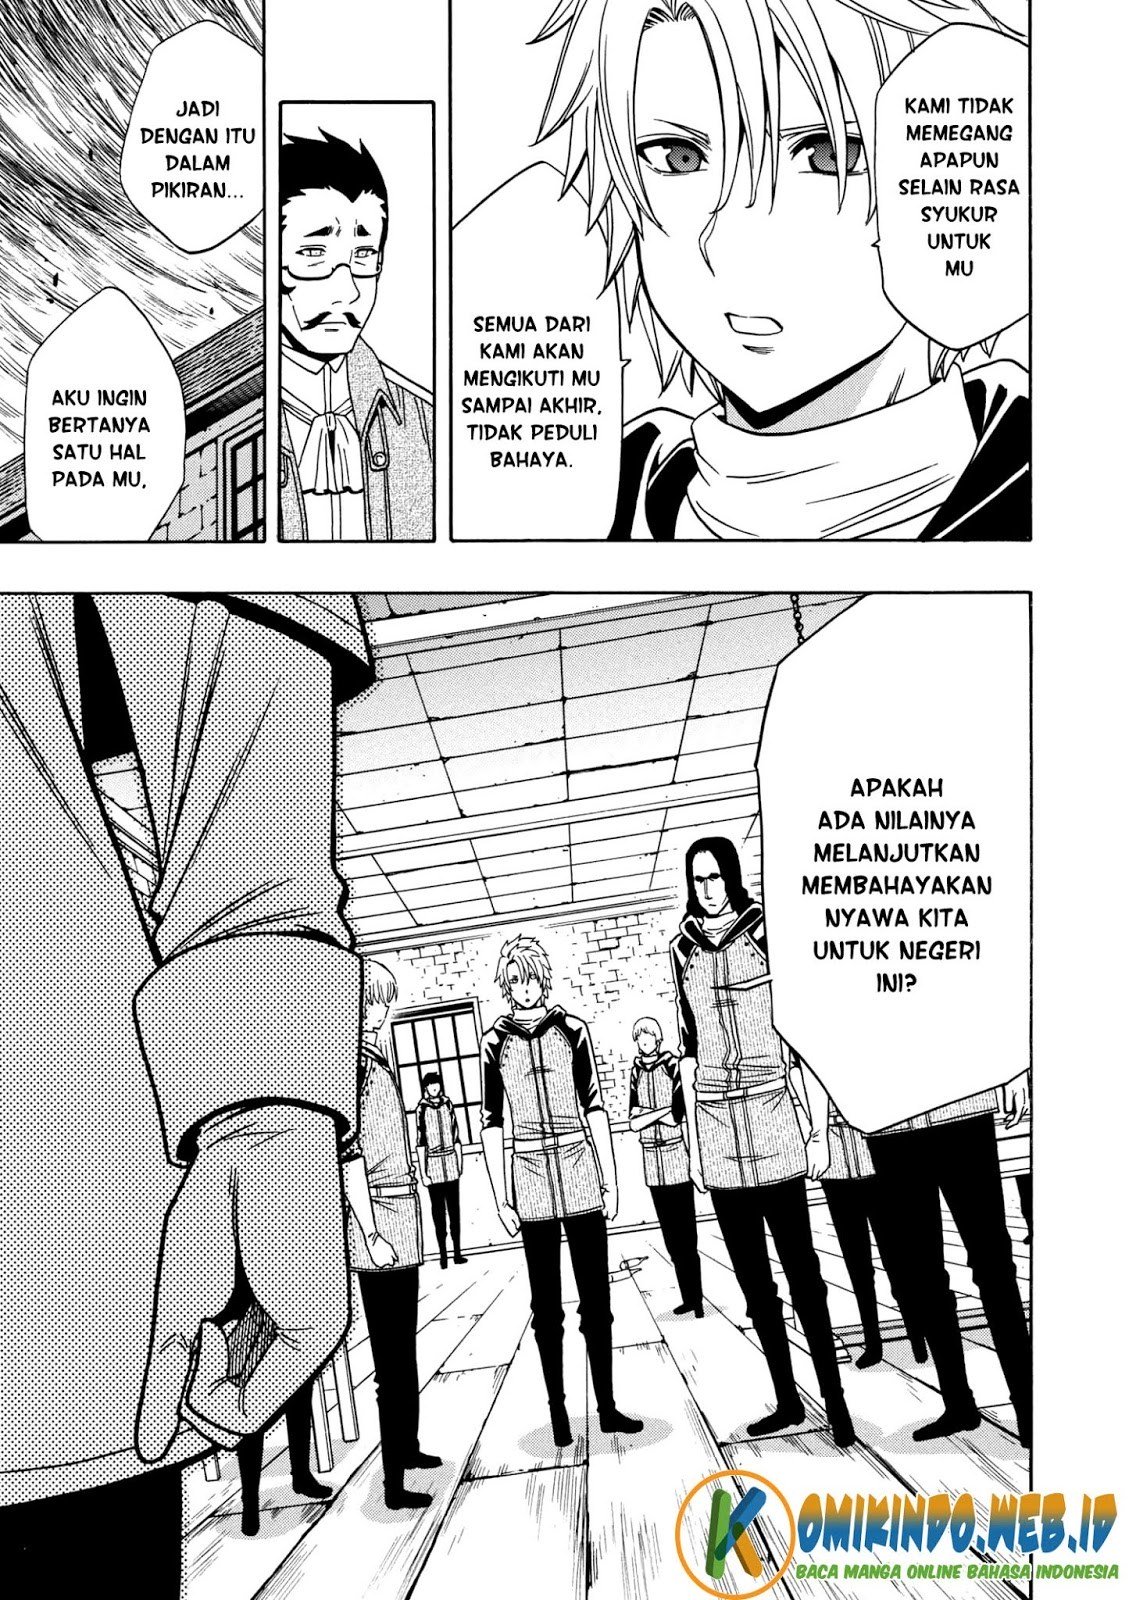 KAMI TIDAK
MEMEGANG
APAPUN
SELAIN RASA
SYUKUR
UNTUK
MU
SEMUA DARI
KAMI AKAN
MENGIKUTI MU
SAMPAI AKHIR,
TIDAK PEDULI
BAHAYA.
JADI
DENGAN ITU
DALAM
PIKIRAN...
AKU INGIN
BERTANYA
SATU HAL
PADA MU,
APAKAH
ADA NILAINYA
MELANJUTKAN
MEMBAHAYAKAN
NYAWA KITA
UNTUK NEGERI
INI?
KOMIKINDO.WEB.ID
BACA MANGA ONLINE BAHASA INDONESIA